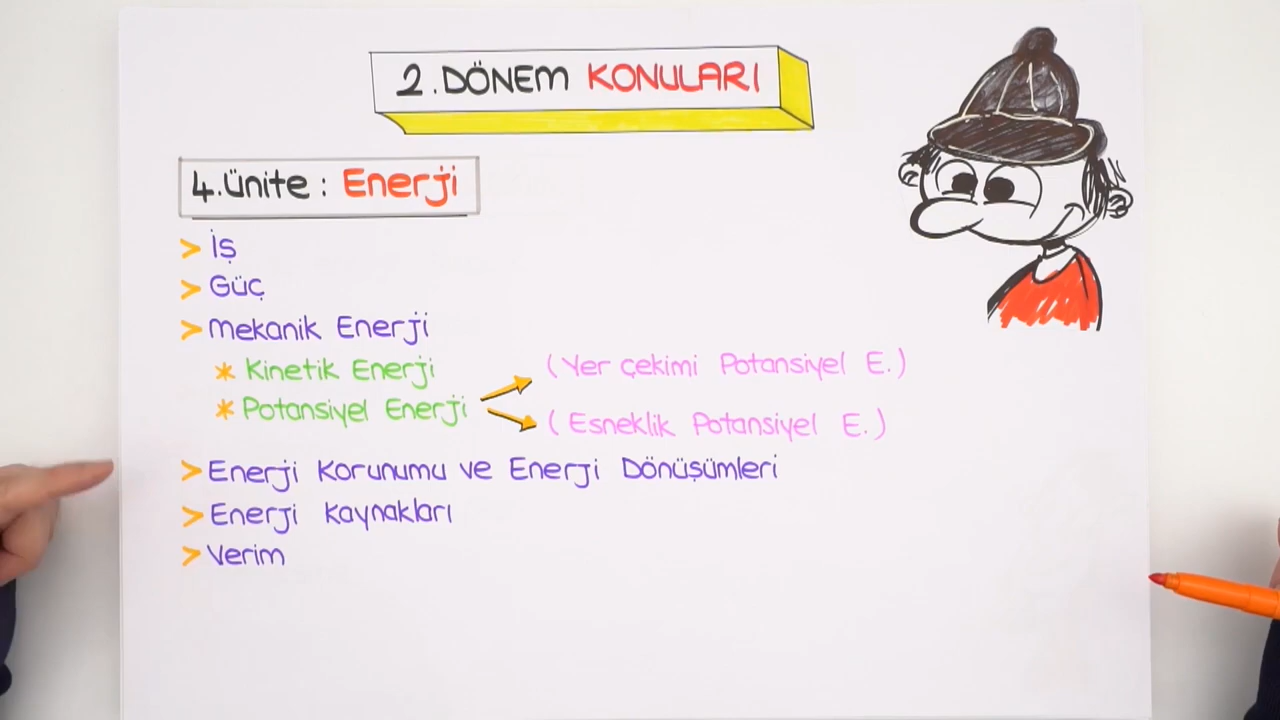 2.DÖNEM KONULARI
4.Ünite : Enerji
> İş
> Güç
> Mekanik Enerji
* Kinetik Enerji
(Yer çekimi Potansiyel E.)
* Potansiyel Enerji
(Esneklik Potansiyel E.)
> Enerji Korunumu ve Enerji Dönüşümleri
> Enerji Kaynakları
> Verim